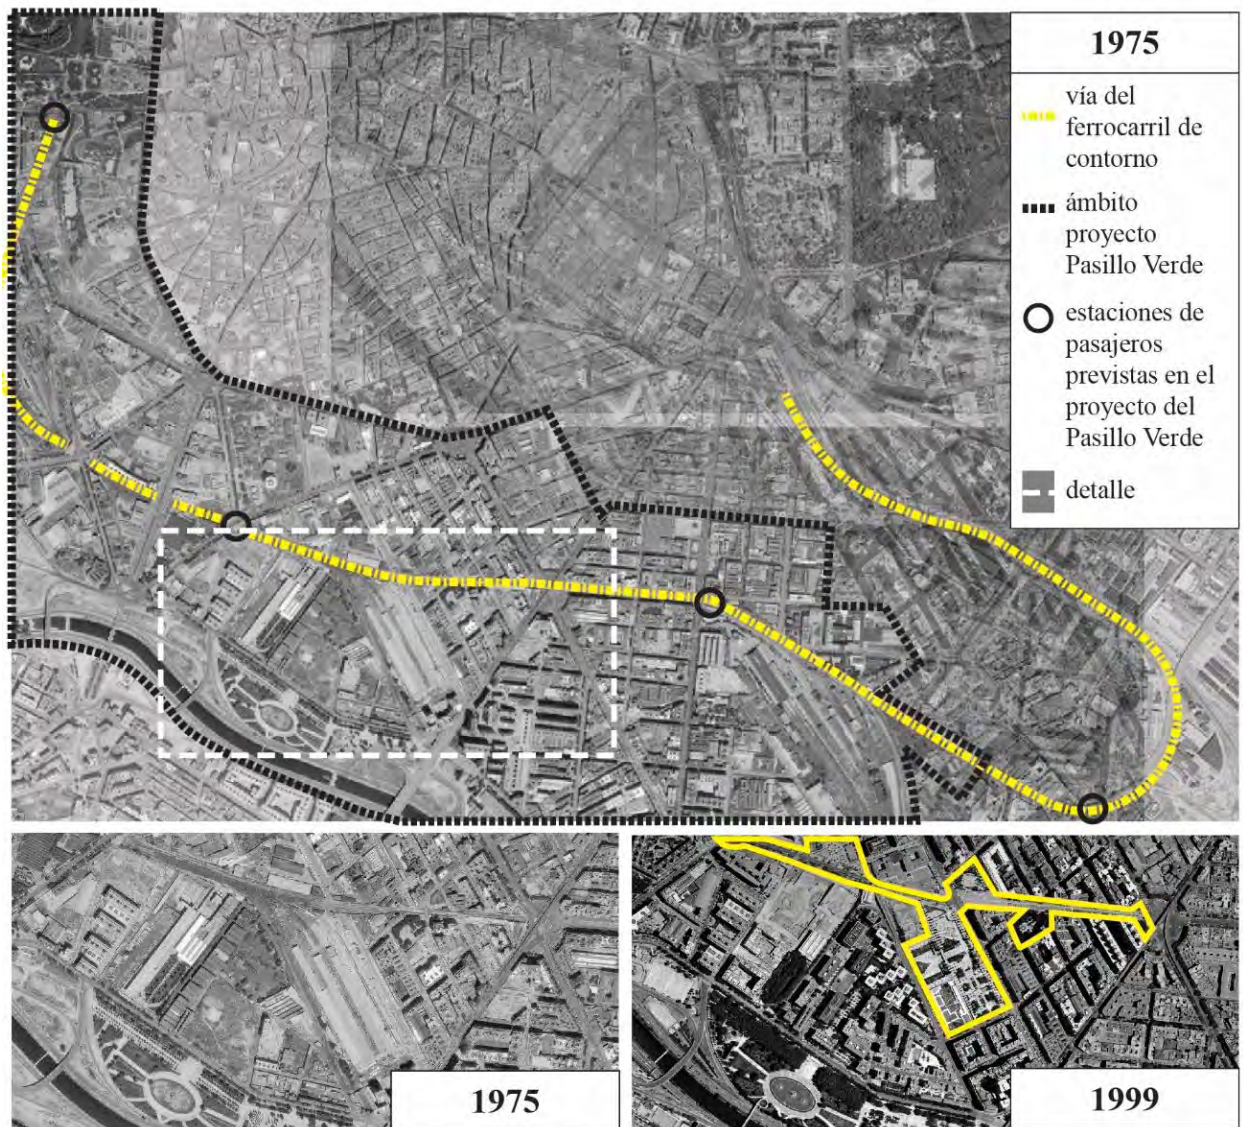 1975
vía del
ferrocarril de
contorno
ámbito
proyecto
Pasillo Verde
estaciones de
pasajeros
previstas en el
proyecto del
Pasillo Verde
detalle
1975
1999